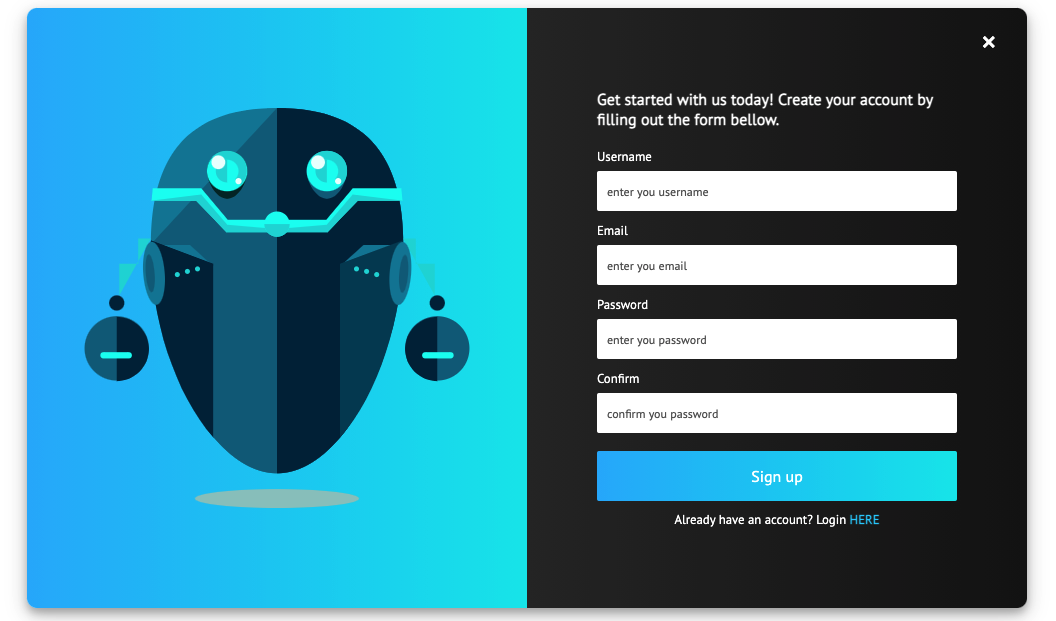 Get started with us today! Create your account by
filling out the form bellow.
Username
enter you username
Email
enter you email
Password
enter you password
Confirm
confirm you password
Sign up
Already have an account? Login HERE